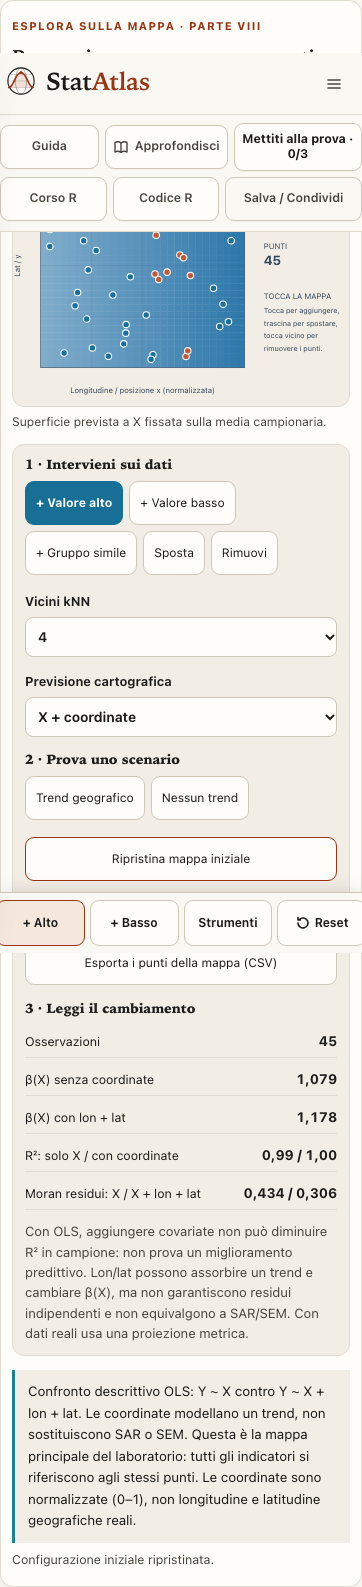 ESPLORA SULLA MAPPA · PARTE VIII
StatAtlas
Guida
Approfondisci
Mettiti alla prova ·
0/3
Corso R
Codice R
Salva / Condividi
Lat / y
PUNTI
45
TOCCA LA MAPPA
Tocca per aggiungere,
trascina per spostare,
tocca vicino per
rimuovere i punti.
Longitudine / posizione x (normalizzata)
Superficie prevista a X fissata sulla media campionaria.
1 · Intervieni sui dati
+ Valore alto
+ Valore basso
+ Gruppo simile
Sposta
Rimuovi
Vicini kNN
4
Previsione cartografica
X + coordinate
2 · Prova uno scenario
Trend geografico
Nessun trend
Ripristina mappa iniziale
+ Alto
+ Basso
Strumenti
Reset
Esporta i punti della mappa (CSV)
3 · Leggi il cambiamento
Osservazioni 45
β(X) senza coordinate 1,079
β(X) con lon + lat 1,178
R²: solo X / con coordinate 0,99 / 1,00
Moran residui: X / X + lon + lat 0,434 / 0,306
Con OLS, aggiungere covariate non può diminuire
R² in campione: non prova un miglioramento
predittivo. Lon/lat possono assorbire un trend e
cambiare β(X), ma non garantiscono residui
indipendenti e non equivalgono a SAR/SEM. Con
dati reali usa una proiezione metrica.
Confronto descrittivo OLS: Y ~ X contro Y ~ X +
lon + lat. Le coordinate modellano un trend, non
sostituiscono SAR o SEM. Questa è la mappa
principale del laboratorio: tutti gli indicatori si
riferiscono agli stessi punti. Le coordinate sono
normalizzate (0–1), non longitudine e latitudine
geografiche reali.
Configurazione iniziale ripristinata.